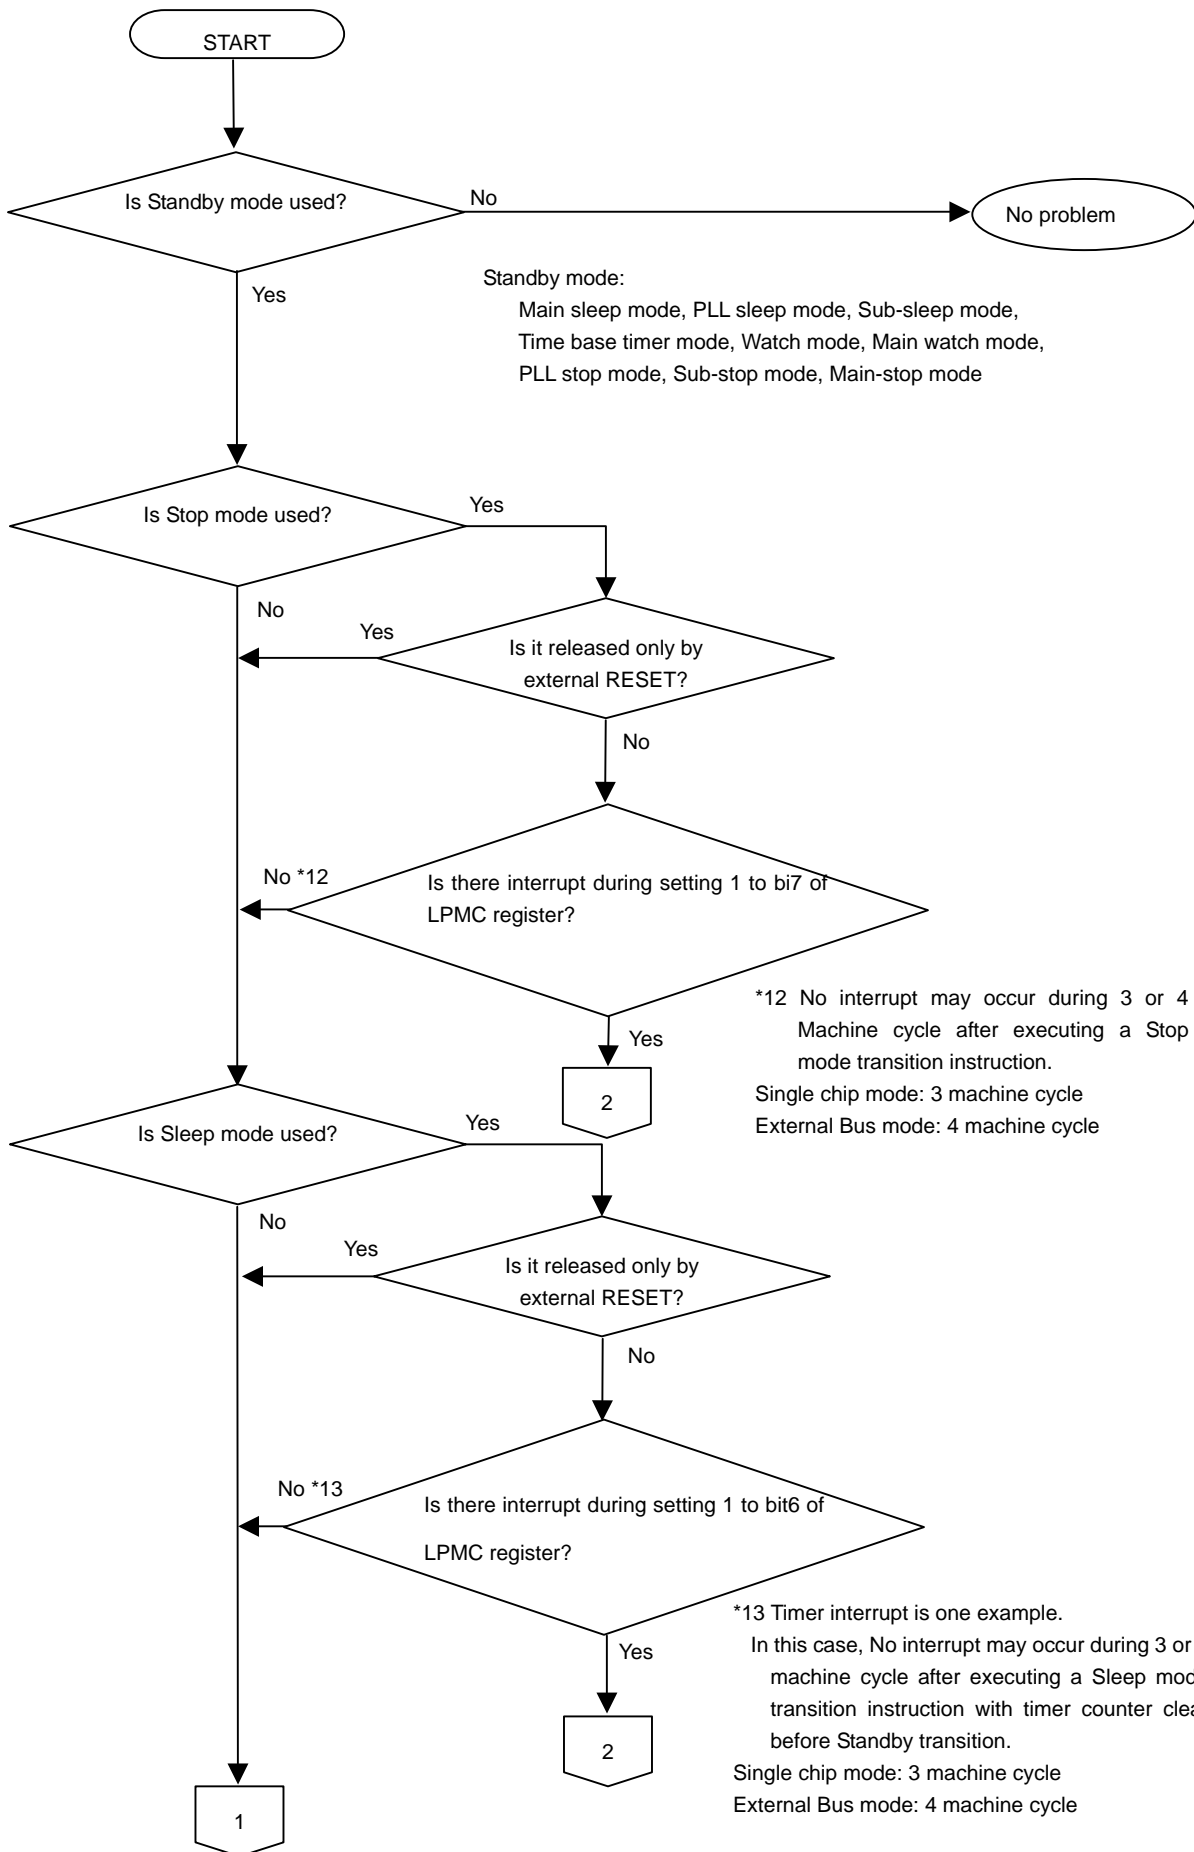 START
Is Standby mode used?
No
No problem
Yes
Standby mode:
Main sleep mode, PLL sleep mode, Sub-sleep mode,
Time base timer mode, Watch mode, Main watch mode,
PLL stop mode, Sub-stop mode, Main-stop mode
Is Stop mode used?
Yes
No
Yes
Is it released only by
external RESET?
No
No *12
Is there interrupt during setting 1 to bi7 of
LPMC register?
*12 No interrupt may occur during 3 or 4
Machine cycle after executing a Stop
mode transition instruction.
Single chip mode: 3 machine cycle
External Bus mode: 4 machine cycle
Yes
2
Is Sleep mode used?
Yes
No
Yes
Is it released only by
external RESET?
No
No *13
Is there interrupt during setting 1 to bit6 of
LPMC register?
*13 Timer interrupt is one example.
In this case, No interrupt may occur during 3 or
machine cycle after executing a Sleep mod
transition instruction with timer counter clea
before Standby transition.
Single chip mode: 3 machine cycle
External Bus mode: 4 machine cycle
Yes
2
1